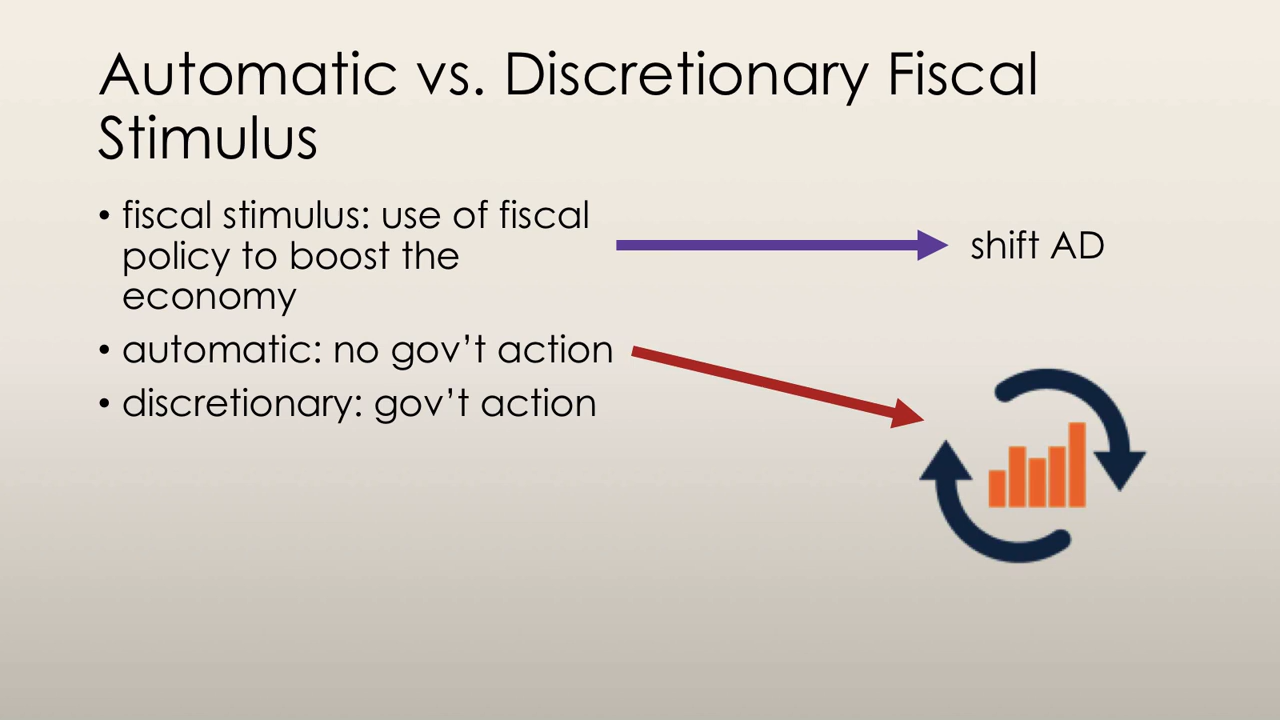 Automatic vs. Discretionary Fiscal
Stimulus
• fiscal stimulus: use of fiscal
policy to boost the
economy
shift AD
• automatic: no gov’t action
• discretionary: gov’t action